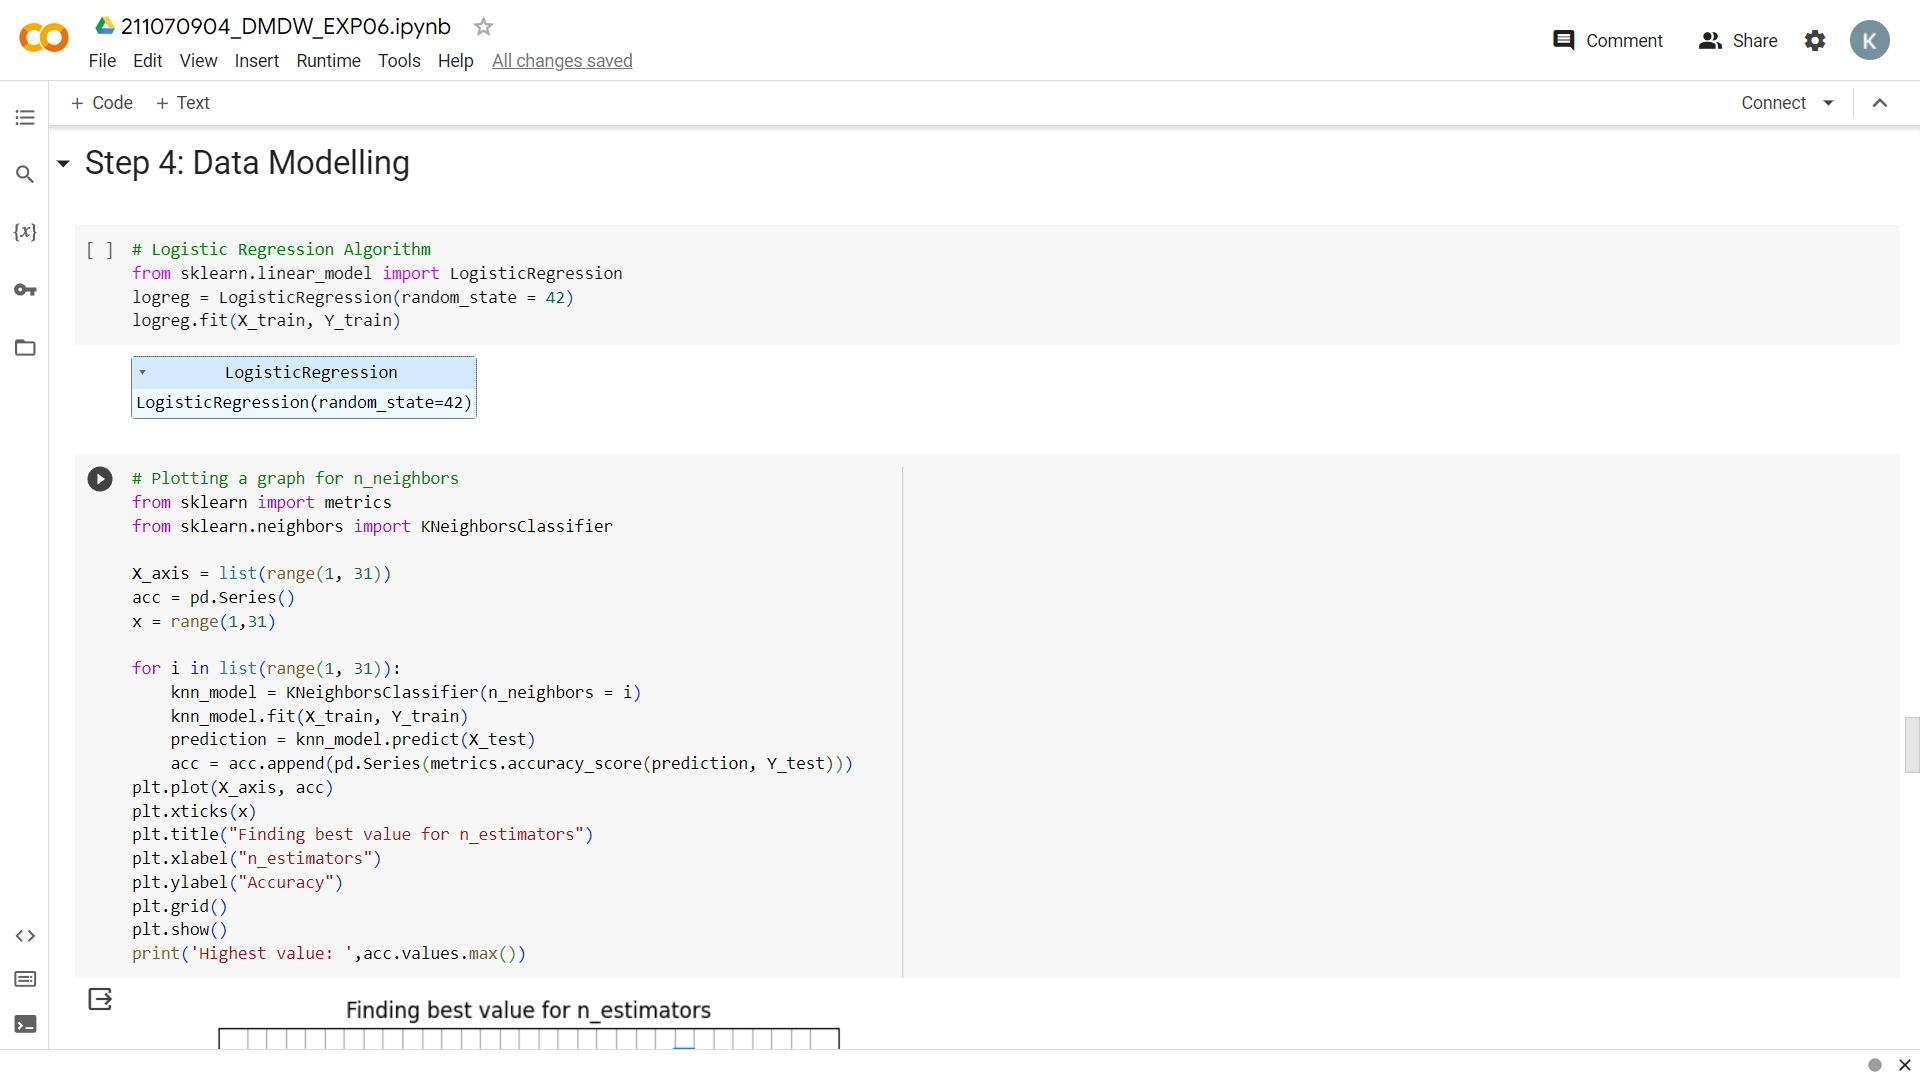 211070904_DMDW_EXP06.ipynb
File Edit View Insert Runtime Tools Help All changes saved
Comment Share K
+ Code + Text Connect
Step 4: Data Modelling
{x}
[ ] # Logistic Regression Algorithm
from sklearn.linear_model import LogisticRegression
logreg = LogisticRegression(random_state = 42)
logreg.fit(X_train, Y_train)
LogisticRegression
LogisticRegression(random_state=42)
# Plotting a graph for n_neighbors
from sklearn import metrics
from sklearn.neighbors import KNeighborsClassifier
X_axis = list(range(1, 31))
acc = pd.Series()
x = range(1,31)
for i in list(range(1, 31)):
    knn_model = KNeighborsClassifier(n_neighbors = i)
    knn_model.fit(X_train, Y_train)
    prediction = knn_model.predict(X_test)
    acc = acc.append(pd.Series(metrics.accuracy_score(prediction, Y_test)))
plt.plot(X_axis, acc)
plt.xticks(x)
plt.title("Finding best value for n_estimators")
plt.xlabel("n_estimators")
plt.ylabel("Accuracy")
plt.grid()
plt.show()
print('Highest value: ',acc.values.max())
Finding best value for n_estimators